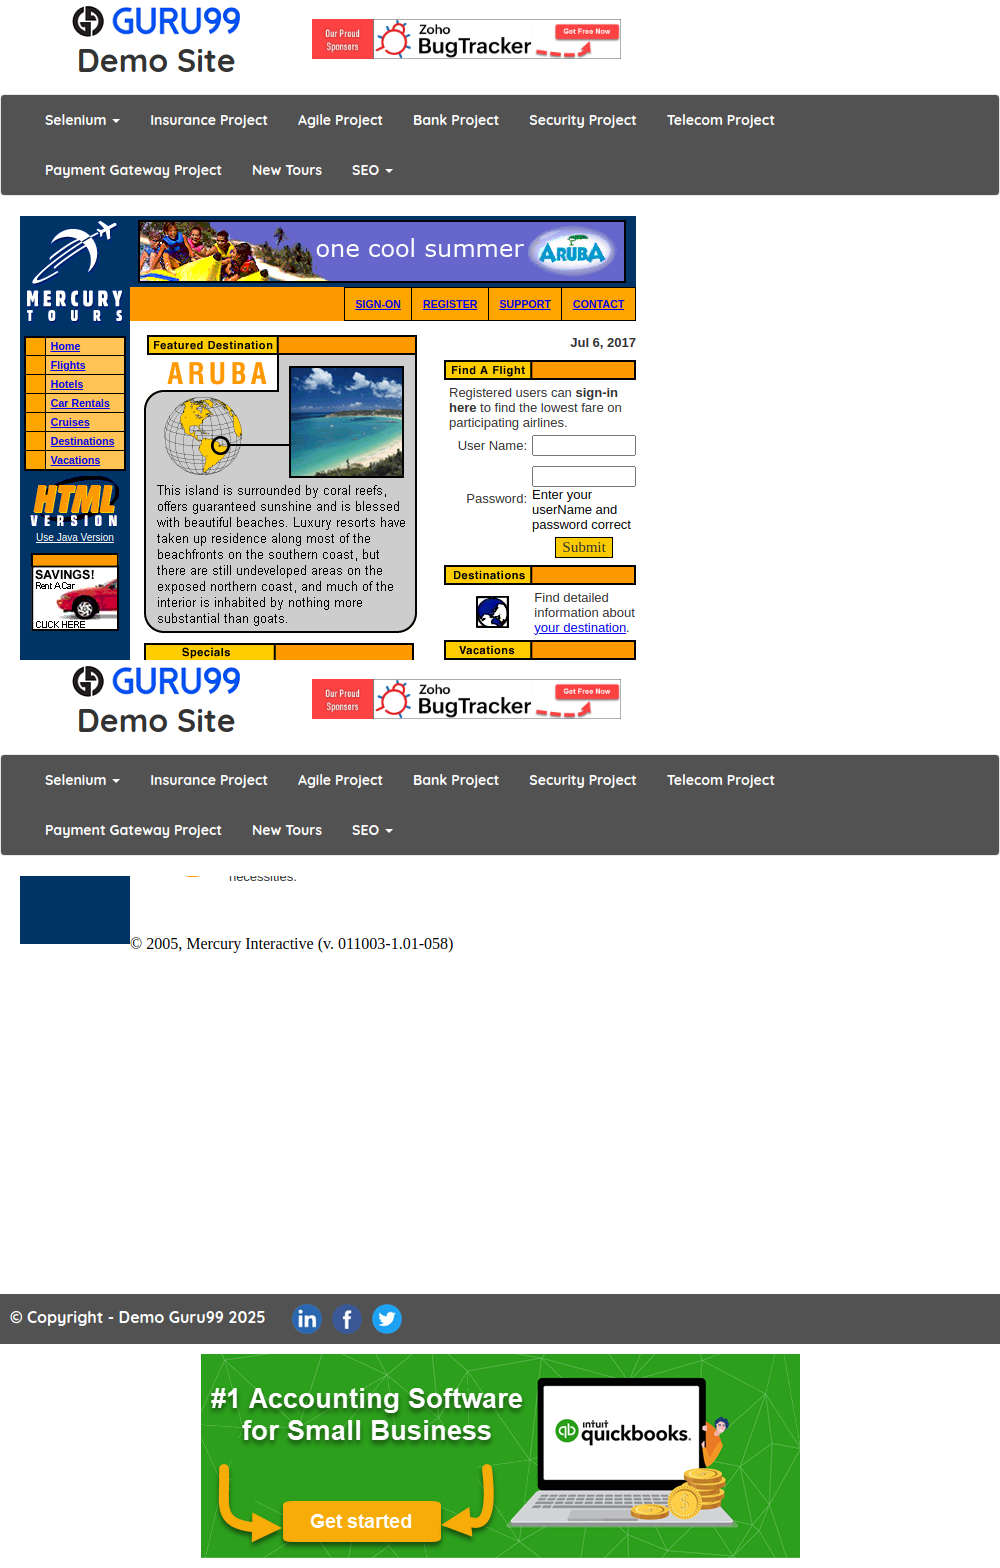 GURU99
Demo Site
Our Proud Sponsors
Zoho BugTracker
Get Free Now
Selenium Insurance Project Agile Project Bank Project Security Project Telecom Project
Payment Gateway Project New Tours SEO
MERCURY TOURS
one cool summer ARUBA
SIGN-ON REGISTER SUPPORT CONTACT
Home
Flights
Hotels
Car Rentals
Cruises
Destinations
Vacations
HTML VERSION
Use Java Version
SAVINGS!
Rent A Car
CLICK HERE
Featured Destination
ARUBA
This island is surrounded by coral reefs,
offers guaranteed sunshine and is blessed
with beautiful beaches. Luxury resorts have
taken up residence along most of the
beachfronts on the southern coast, but
there are still undeveloped areas on the
exposed northern coast, and much of the
interior is inhabited by nothing more
substantial than goats.
Specials
Jul 6, 2017
Find A Flight
Registered users can sign-in
here to find the lowest fare on
participating airlines.
User Name:
Password:
Enter your
userName and
password correct
Submit
Destinations
Find detailed
information about
your destination.
Vacations
GURU99
Demo Site
Our Proud Sponsors
Zoho BugTracker
Get Free Now
Selenium Insurance Project Agile Project Bank Project Security Project Telecom Project
Payment Gateway Project New Tours SEO
necessities.
© 2005, Mercury Interactive (v. 011003-1.01-058)
© Copyright - Demo Guru99 2025
#1 Accounting Software
for Small Business
Get started
qb intuit quickbooks.